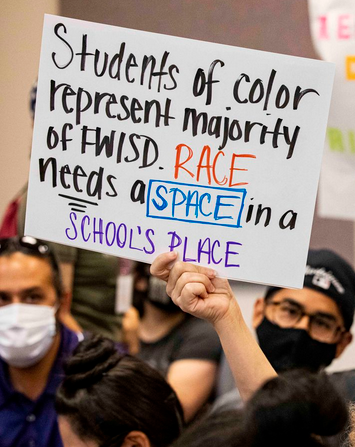 Students of color
represent majority
of FWISD. RACE
needs a SPACE in a
SCHOOL'S PLACE